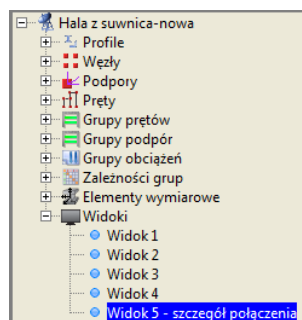 Hala z suwnica-nowa
Profile
Węzły
Podpory
Pręty
Grupy prętów
Grupy podpór
Grupy obciążeń
Zależności grup
Elementy wymiarowe
Widoki
Widok 1
Widok 2
Widok 3
Widok 4
Widok 5 - szczegół połączenia